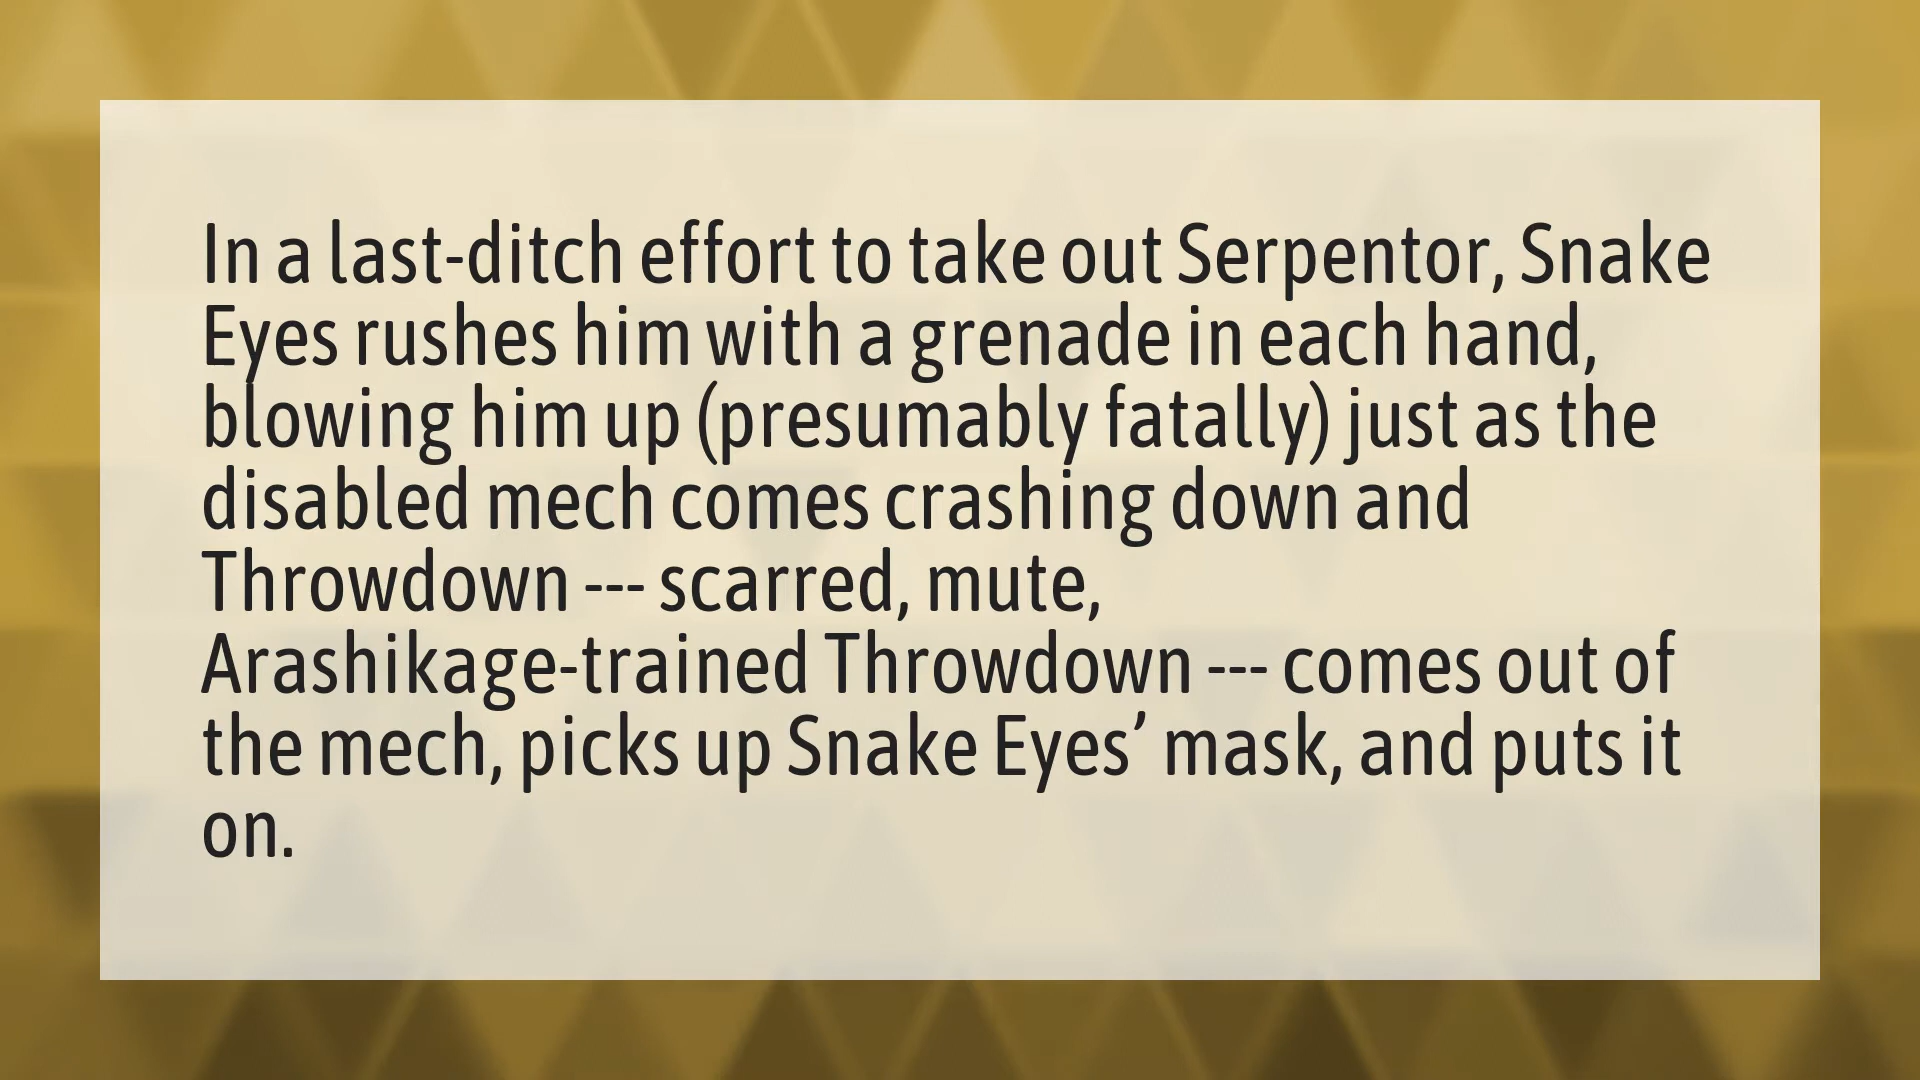 In a last-ditch effort to take out Serpentor, Snake
Eyes rushes him with a grenade in each hand,
blowing him up (presumably fatally) just as the
disabled mech comes crashing down and
Throwdown --- scarred, mute,
Arashikage-trained Throwdown --- comes out of
the mech, picks up Snake Eyes’ mask, and puts it
on.